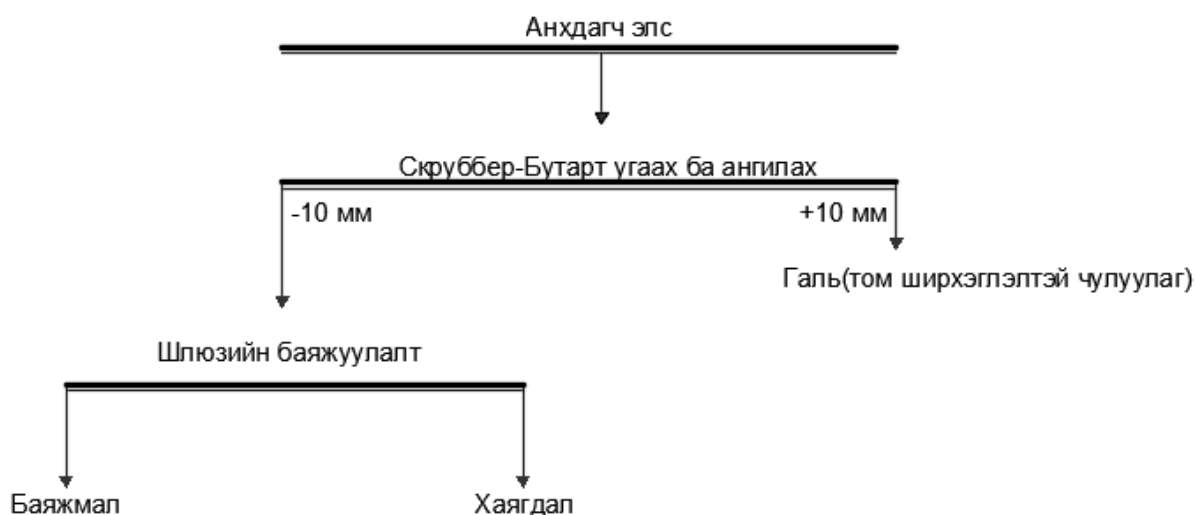 Анхдагч элс
Скруббер-Бутарт угаах ба ангилах
-10 мм
+10 мм
Галь(том ширхэглэлтэй чулуулаг)
Шлюзийн баяжуулалт
Баяжмал
Хаягдал